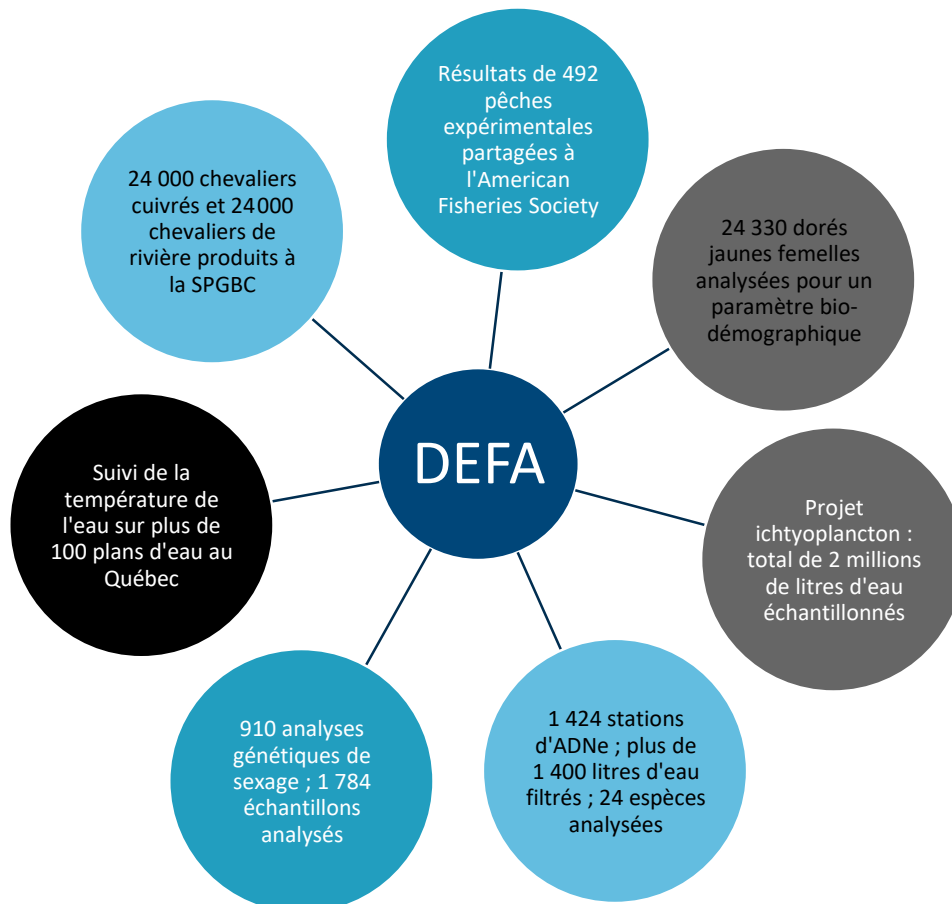 Résultats de 492
pêches
expérimentales
partagées à
l'American
Fisheries Society
24 000 chevaliers
cuivrés et 24 000
chevaliers de
rivière produits à
la SPGBC
24 330 dorés
jaunes femelles
analysées pour un
paramètre bio-
démographique
DEFA
Suivi de la
température de
l'eau sur plus de
100 plans d'eau au
Québec
Projet
ichtyoplancton :
total de 2 millions
de litres d'eau
échantillonnés
910 analyses
génétiques de
sexage ; 1 784
échantillons
analysés
1 424 stations
d'ADNe ; plus de
1 400 litres d'eau
filtrés ; 24 espèces
analysées